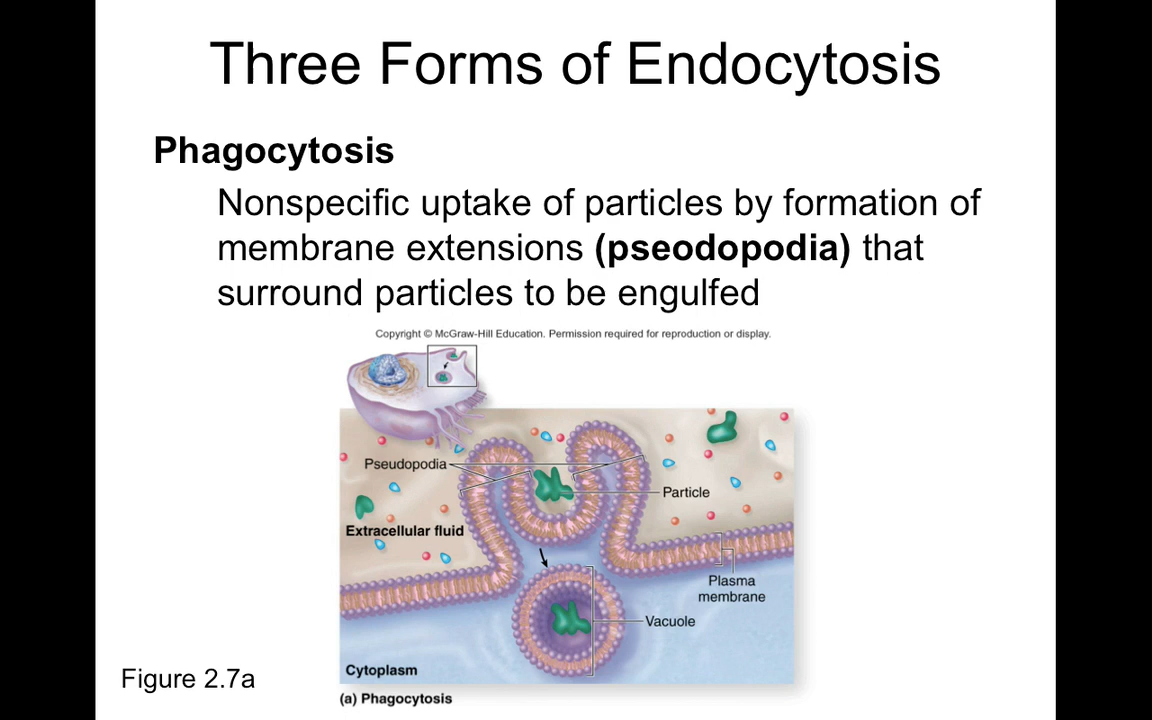 Three Forms of Endocytosis
Phagocytosis
Nonspecific uptake of particles by formation of
membrane extensions (pseodopodia) that
surround particles to be engulfed
Copyright © McGraw-Hill Education. Permission required for reproduction or display.
Pseudopodia
Particle
Extracellular fluid
Plasma
membrane
Vacuole
Cytoplasm
Figure 2.7a
(a) Phagocytosis